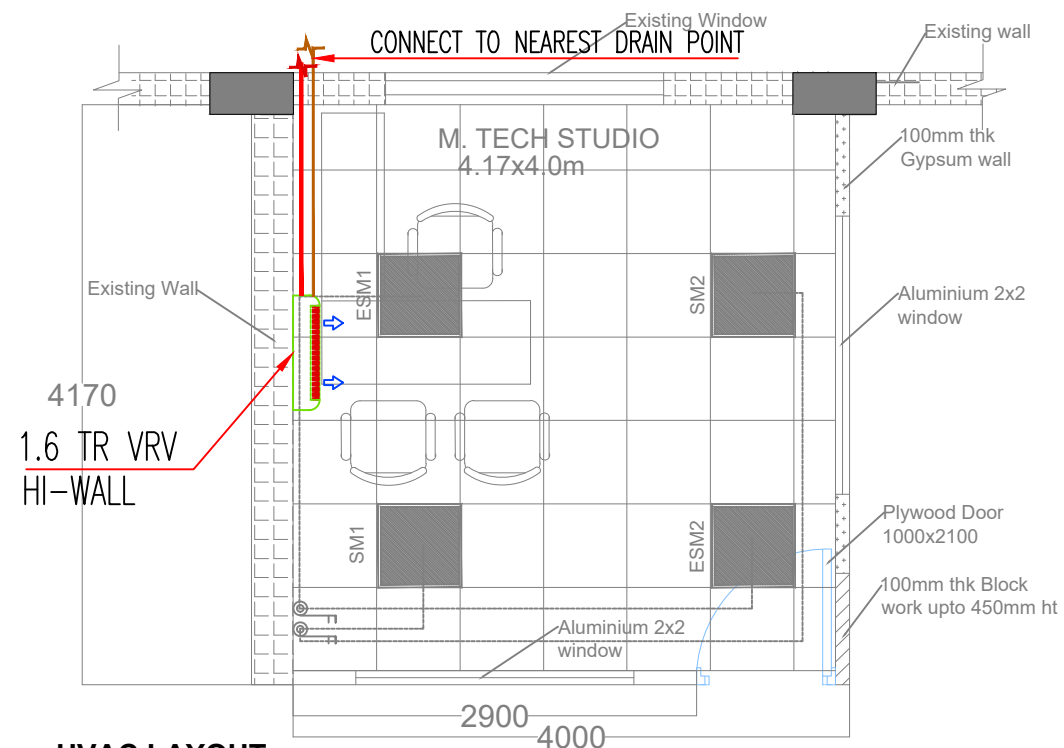 Existing Window
CONNECT TO NEAREST DRAIN POINT
Existing wall
M. TECH STUDIO
4.17x4.0m
100mm thk
Gypsum wall
ESM1
SM2
Existing Wall
Aluminium 2x2
window
4170
1.6 TR VRV
HI-WALL
SM1
ESM2
Plywood Door
1000x2100
100mm thk Block
work upto 450mm ht
Aluminium 2x2
window
2900
4000
HVAC LAYOUT